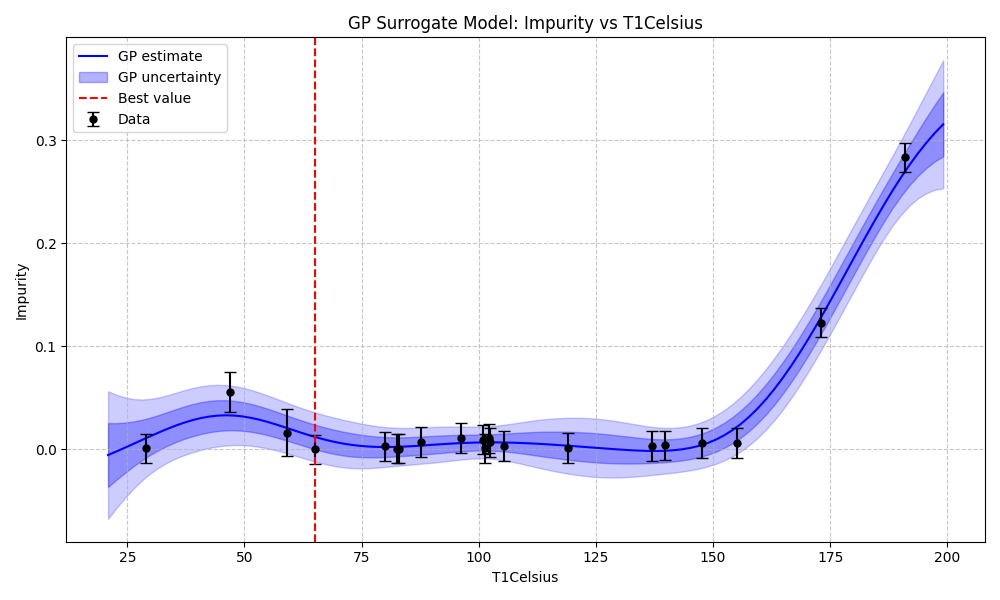 GP Surrogate Model: Impurity vs T1Celsius
GP estimate
GP uncertainty
Best value
Data
Impurity
0.3
0.2
0.1
0.0
25
50
75
100
125
150
175
200
T1Celsius